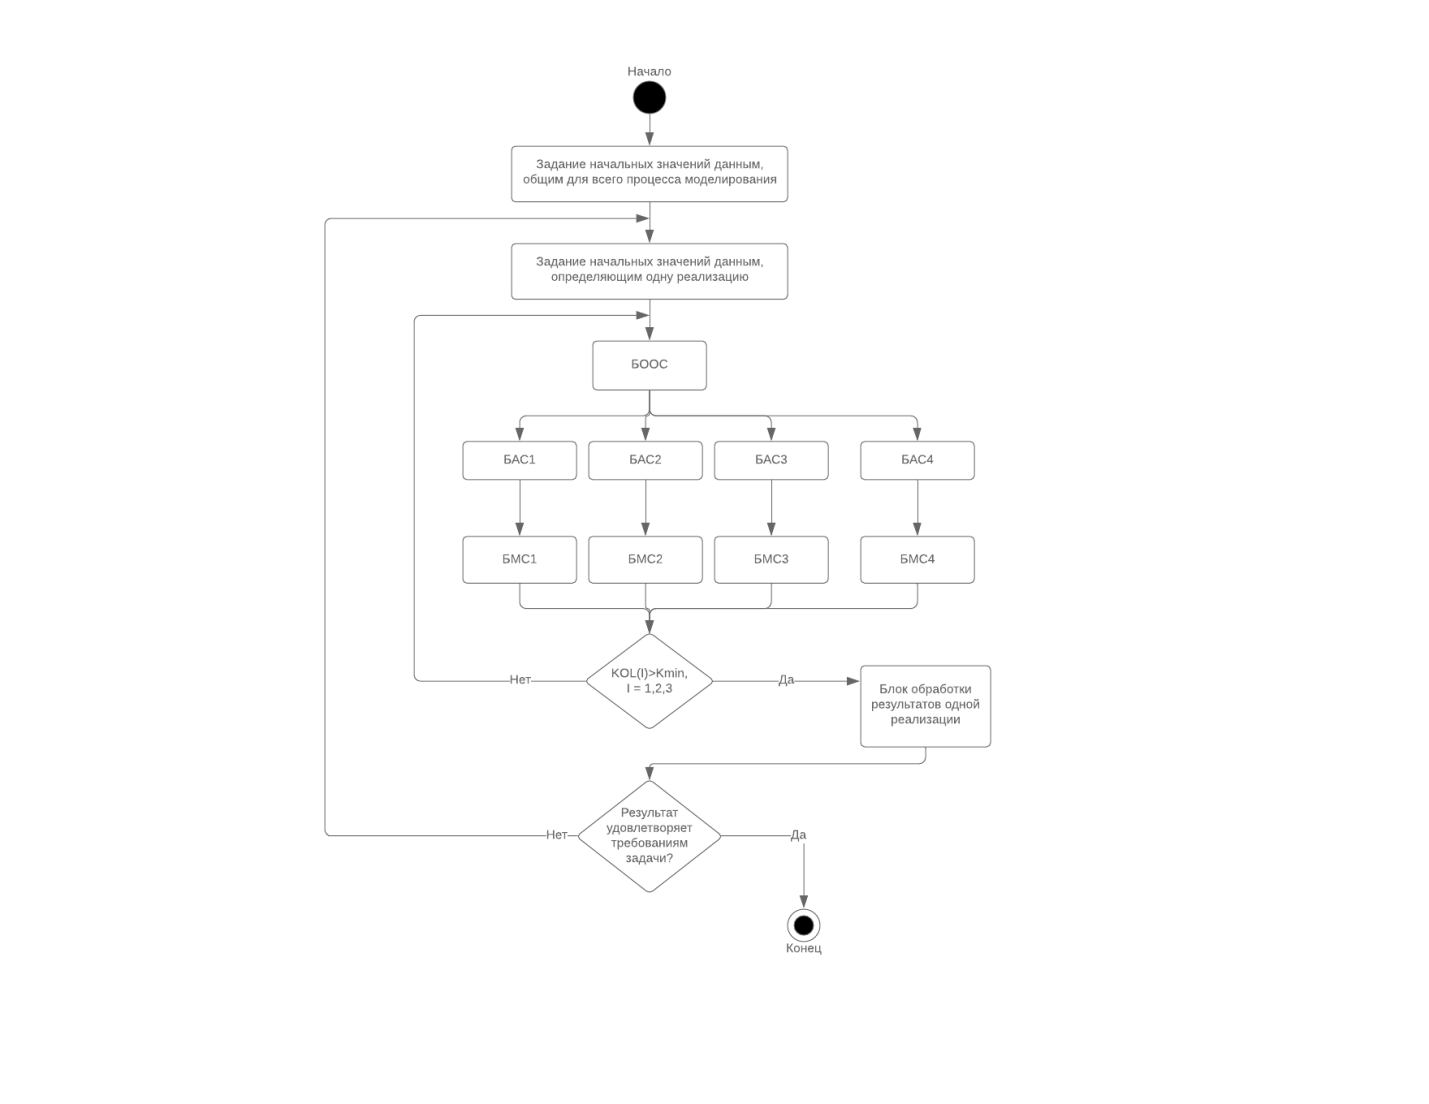 Начало
Задание начальных значений данным,
общим для всего процесса моделирования
Задание начальных значений данным,
определяющим одну реализацию
БООС
БАС1
БАС2
БАС3
БАС4
БМС1
БМС2
БМС3
БМС4
KOL(I)>Kmin,
I = 1,2,3
Нет
Да
Блок обработки
результатов одной
реализации
Результат
удовлетворяет
требованиям
задачи?
Нет
Да
Конец